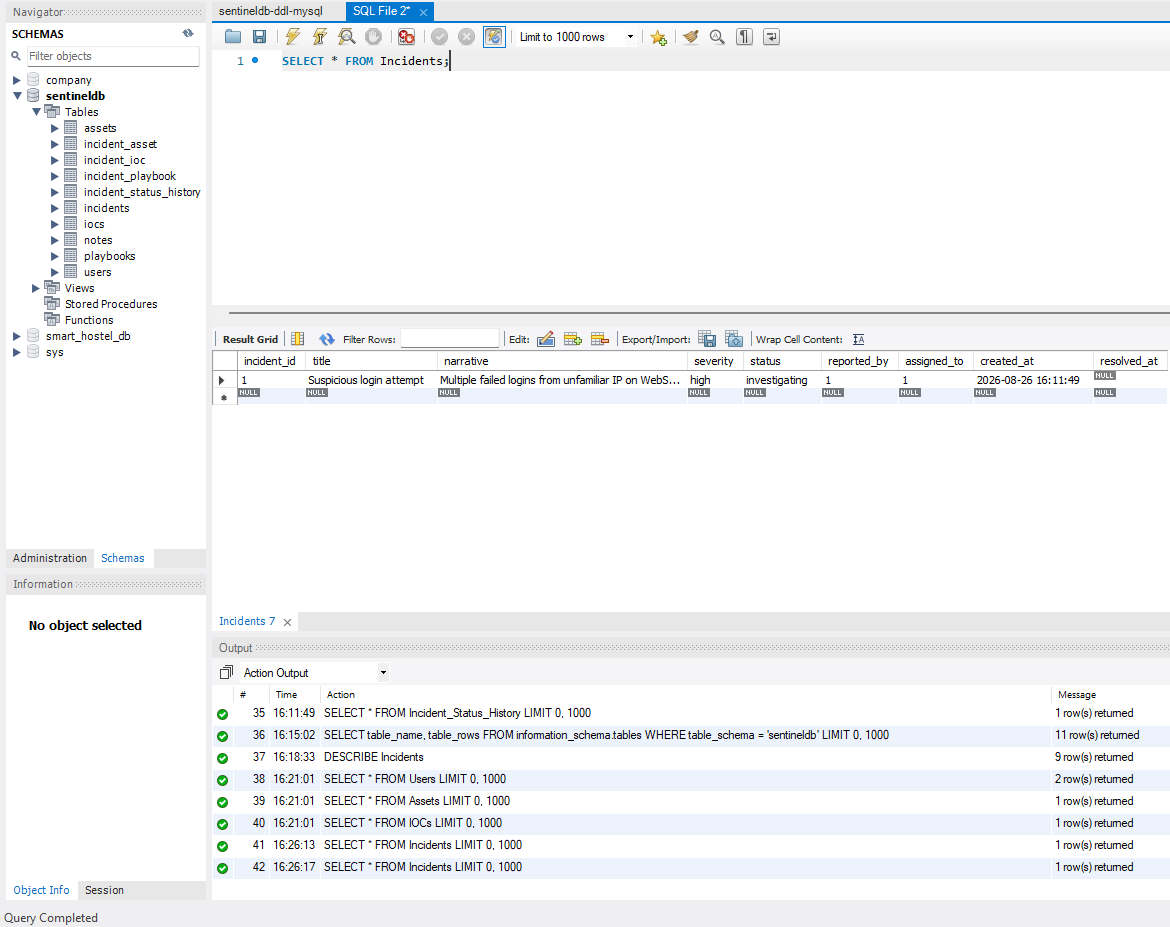 Navigator
SCHEMAS
Filter objects
company
sentineldb
Tables
assets
incident_asset
incident_ioc
incident_playbook
incident_status_history
incidents
iocs
notes
playbooks
users
Views
Stored Procedures
Functions
smart_hostel_db
sys
Administration Schemas
Information
No object selected
Object Info Session
Query Completed
sentineldb-ddl-mysql SQL File 2*
Limit to 1000 rows
1 SELECT * FROM Incidents;
Result Grid Filter Rows: Edit: Export/Import: Wrap Cell Content:
incident_id title narrative severity status reported_by assigned_to created_at resolved_at
1 Suspicious login attempt Multiple failed logins from unfamiliar IP on WebS... high investigating 1 1 2026-08-26 16:11:49 NULL
NULL NULL NULL NULL NULL NULL NULL NULL NULL
Incidents 7
Output
Action Output
# Time Action Message
35 16:11:49 SELECT * FROM Incident_Status_History LIMIT 0, 1000 1 row(s) returned
36 16:15:02 SELECT table_name, table_rows FROM information_schema.tables WHERE table_schema = 'sentineldb' LIMIT 0, 1000 11 row(s) returned
37 16:18:33 DESCRIBE Incidents 9 row(s) returned
38 16:21:01 SELECT * FROM Users LIMIT 0, 1000 2 row(s) returned
39 16:21:01 SELECT * FROM Assets LIMIT 0, 1000 1 row(s) returned
40 16:21:01 SELECT * FROM IOCs LIMIT 0, 1000 1 row(s) returned
41 16:26:13 SELECT * FROM Incidents LIMIT 0, 1000 1 row(s) returned
42 16:26:17 SELECT * FROM Incidents LIMIT 0, 1000 1 row(s) returned